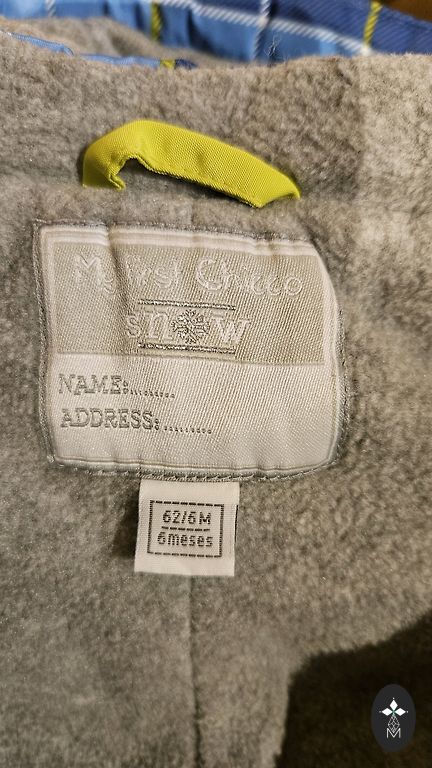 My first Chicco
snow
NAME:.........
ADDRESS:.........
62/6M
6meses
M